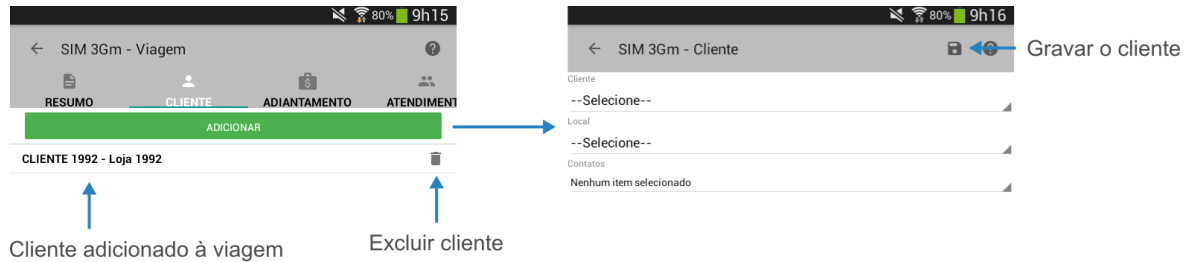 80% 9h15
SIM 3Gm - Viagem
RESUMO CLIENTE ADIANTAMENTO ATENDIMENT
ADICIONAR
CLIENTE 1992 - Loja 1992
Cliente adicionado à viagem
Excluir cliente
80% 9h16
SIM 3Gm - Cliente
Gravar o cliente
Cliente
--Selecione--
Local
--Selecione--
Contatos
Nenhum item selecionado